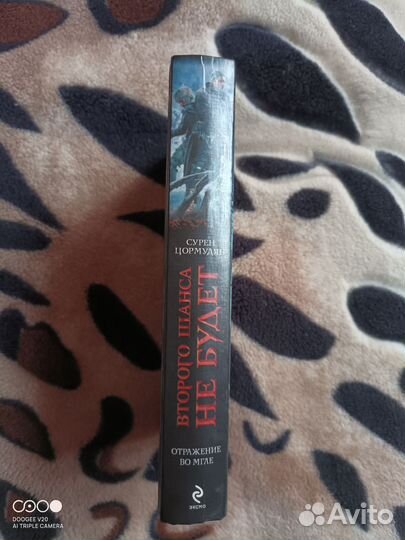 СУРЕН
ЦОРМУДЯН
ВТОРОГО ШАНСА
НЕ БУДЕТ
ОТРАЖЕНИЕ
ВО МГЛЕ
ЭКСМО
DOOGEE V20
AI TRIPLE CAMERA
Avito